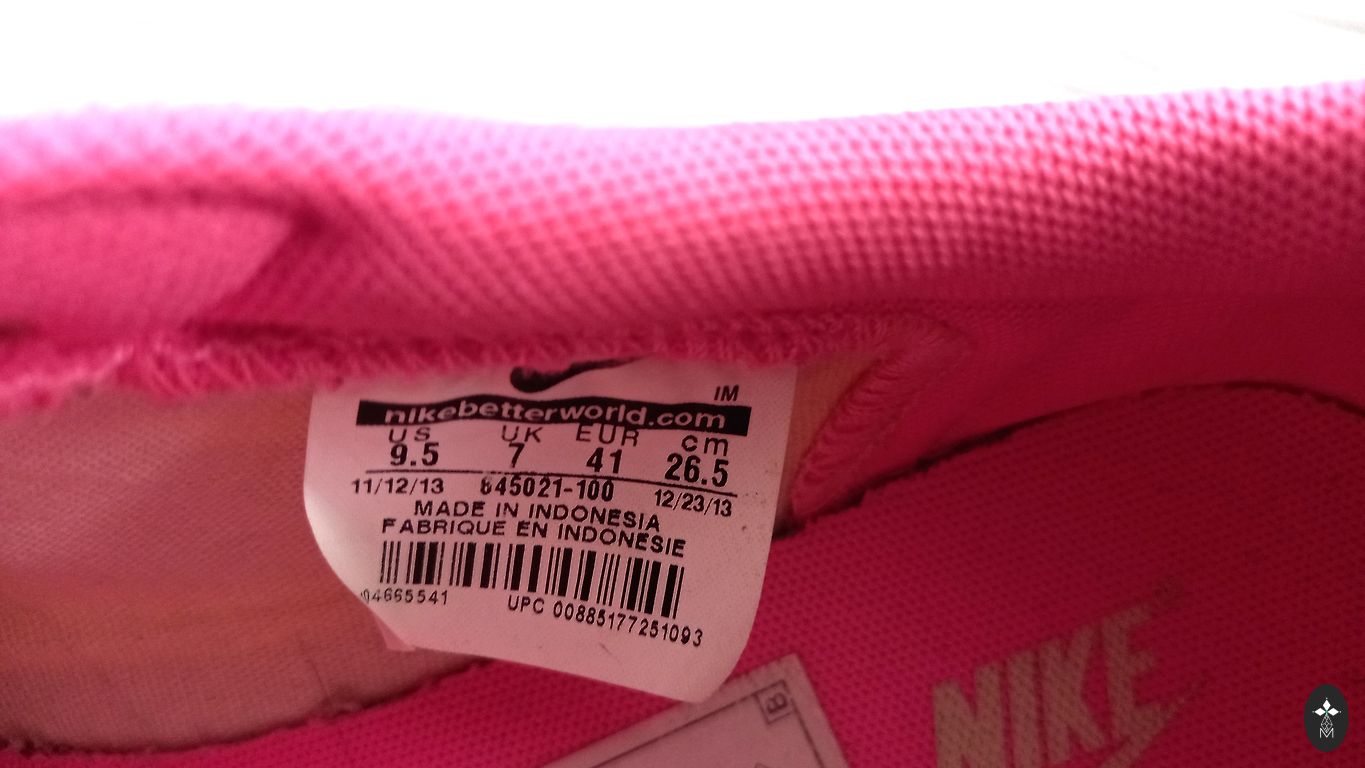 IM
nikebetterworld.com
US UK EUR cm
9.5 7 41 26.5
11/12/13 645021-100 12/23/13
MADE IN INDONESIA
FABRIQUE EN INDONÉSIE
04665541 UPC 00885177251093
B
NIKE
M